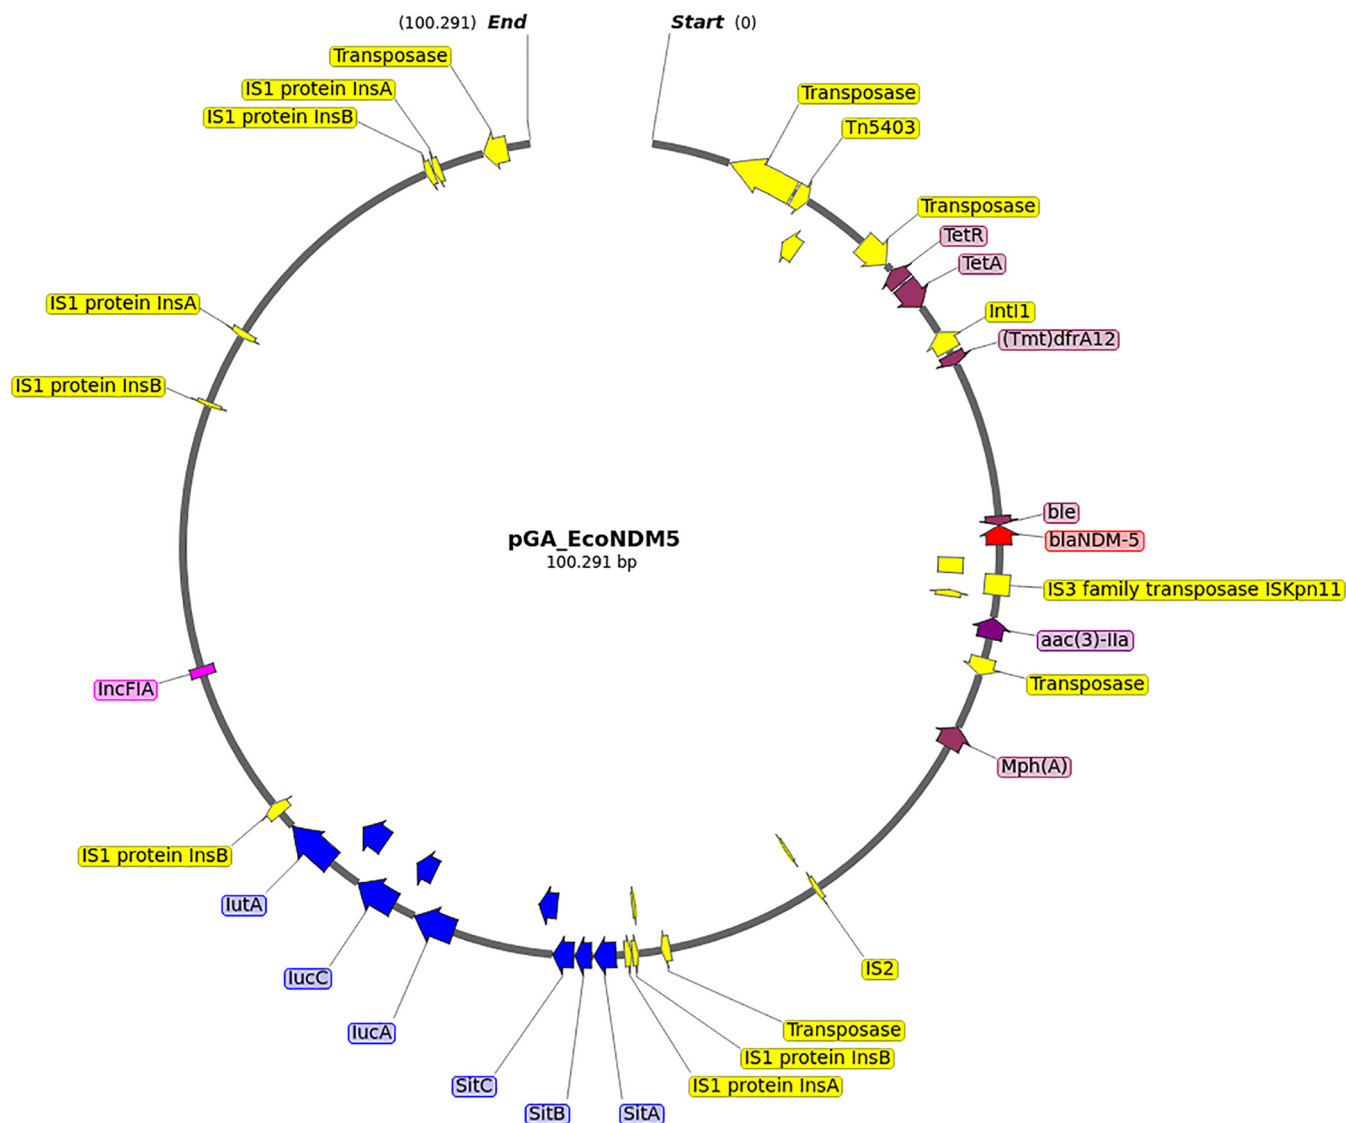 (100.291) End
Start (0)
Transposase
IS1 protein InsA
IS1 protein InsB
Transposase
Tn5403
Transposase
TetR
TetA
IntI1
(Tmt)dfrA12
IS1 protein InsA
IS1 protein InsB
ble
blaNDM-5
pGA_EcoNDM5
100.291 bp
IS3 family transposase ISKpn11
aac(3)-IIa
Transposase
IncFIA
Mph(A)
IS1 protein InsB
IutA
IucC
IucA
IS2
Transposase
IS1 protein InsB
IS1 protein InsA
SitC
SitB
SitA